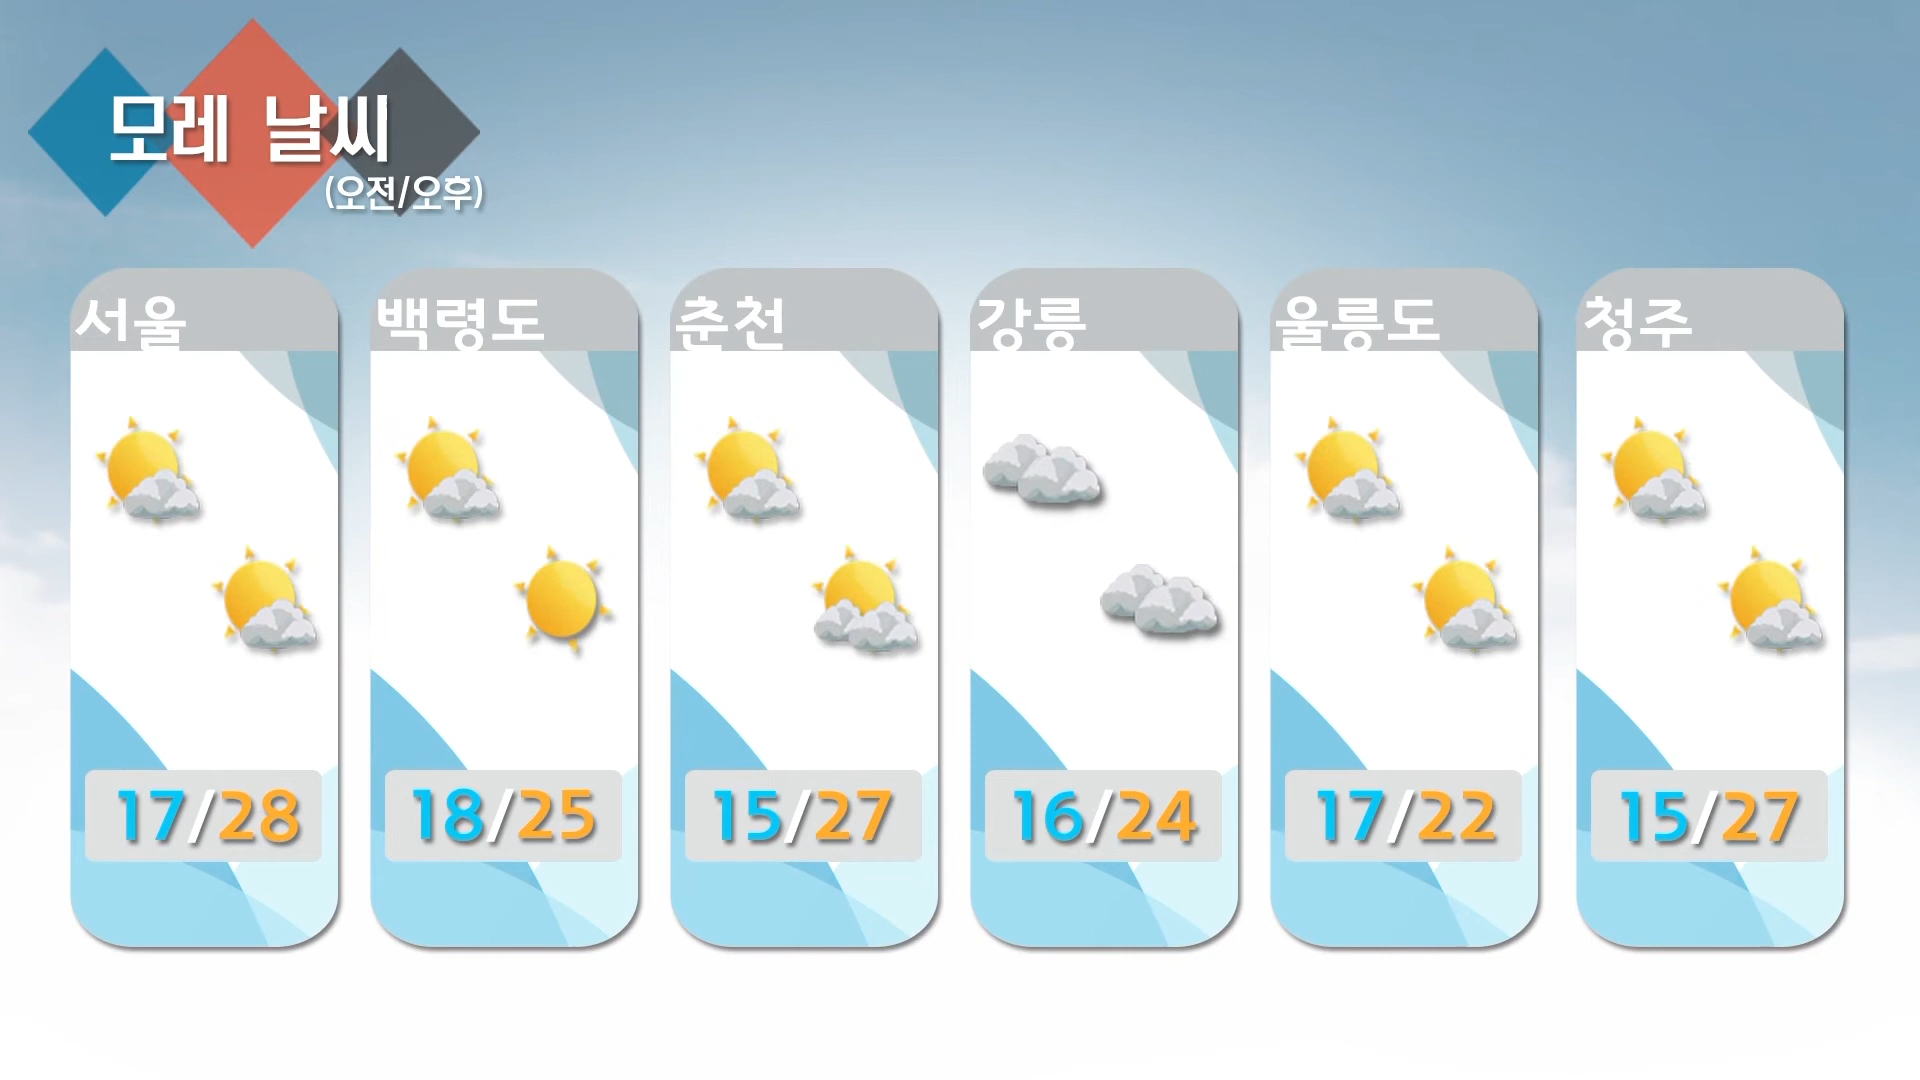 모레 날씨
(오전/오후)
서울
백령도
춘천
강릉
울릉도
청주
17/28
18/25
15/27
16/24
17/22
15/27